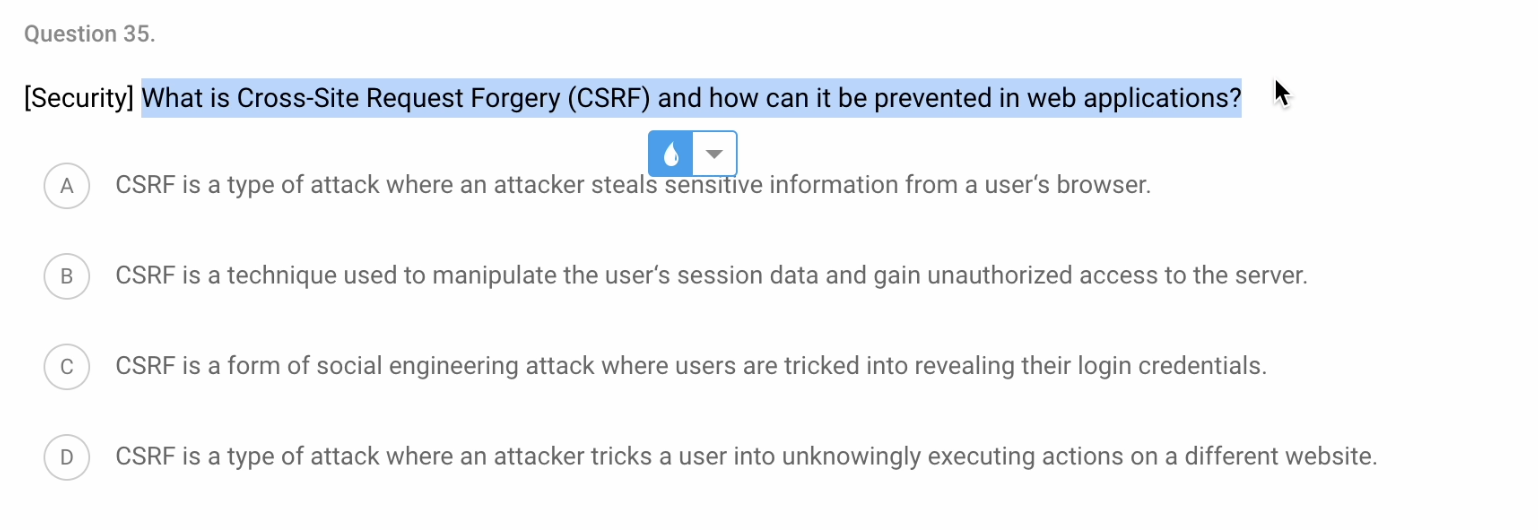 Question 35.
[Security] What is Cross-Site Request Forgery (CSRF) and how can it be prevented in web applications?
A CSRF is a type of attack where an attacker steals sensitive information from a user‘s browser.
B CSRF is a technique used to manipulate the user‘s session data and gain unauthorized access to the server.
C CSRF is a form of social engineering attack where users are tricked into revealing their login credentials.
D CSRF is a type of attack where an attacker tricks a user into unknowingly executing actions on a different website.